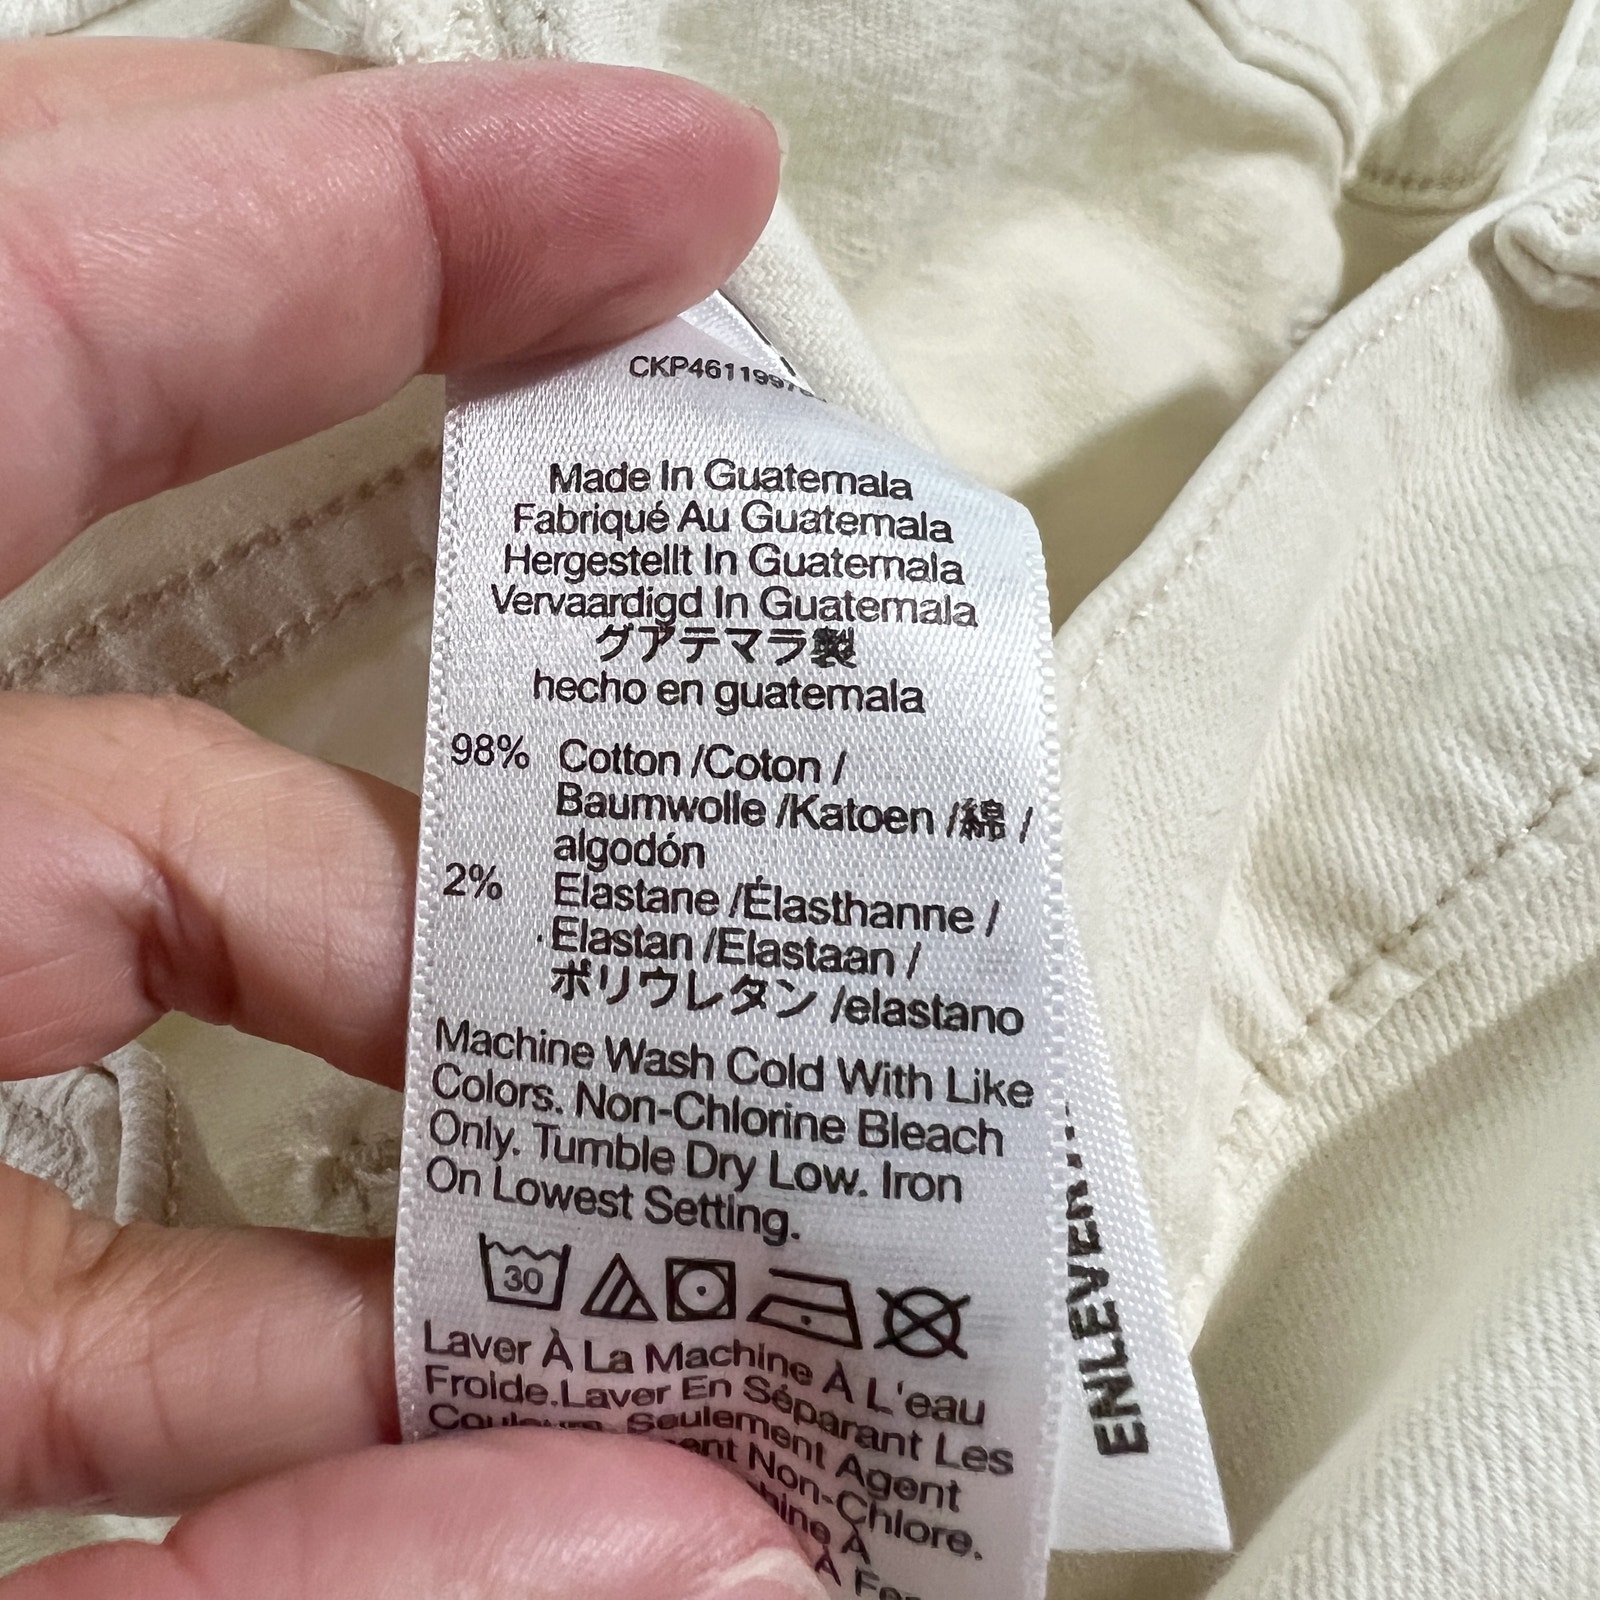 Made In Guatemala
Fabriqué Au Guatemala
Hergestellt In Guatemala
Vervaardigd In Guatemala
グアテマラ製
hecho en guatemala
98% Cotton /Coton /
Baumwolle /Katoen /綿 /
algodón
2% Elastane /Élasthanne /
Elastan /Elastaan /
ポリウレタン /elastano
Machine Wash Cold With Like
Colors. Non-Chlorine Bleach
Only. Tumble Dry Low. Iron
On Lowest Setting.
30
Laver À La Machine À L'eau
Froide.Laver En Séparant Les
Seulement Agent
Non-Chlore.
À
À